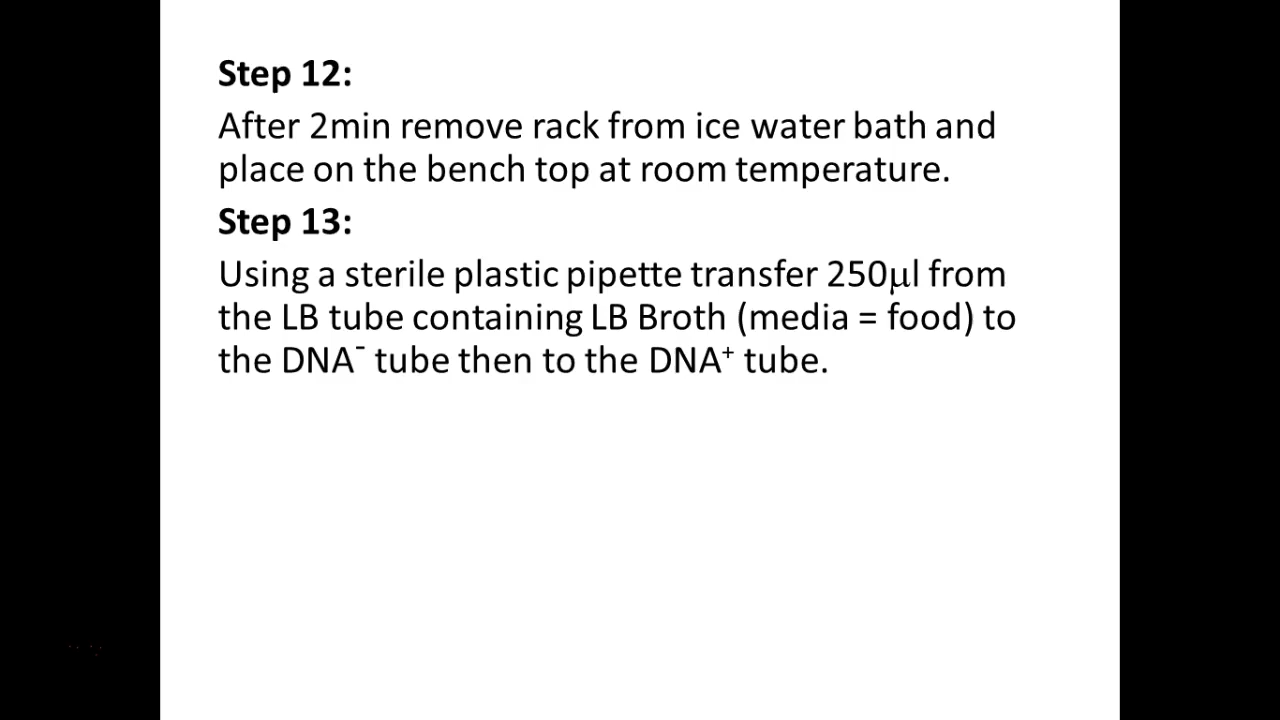 Step 12:
After 2min remove rack from ice water bath and
place on the bench top at room temperature.
Step 13:
Using a sterile plastic pipette transfer 250µl from
the LB tube containing LB Broth (media = food) to
the DNA⁻ tube then to the DNA⁺ tube.